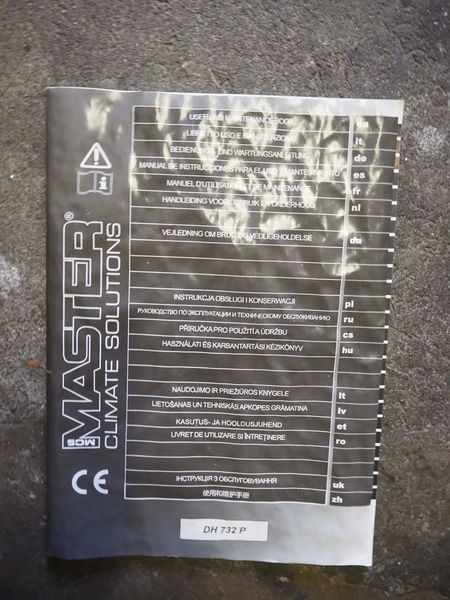 USER AND MAINTENANCE BOOK en
LIBRETTO USO E MANUTENZIONE it
BEDIENUNGS- UND WARTUNGSANLEITUNG de
MANUAL DE INSTRUCCIONES PARA EL USO Y MANTENIMIENTO es
MANUEL D'UTILISATION ET DE MAINTENANCE fr
HANDLEIDING VOOR GEBRUIK EN ONDERHOUD nl
VEJLEDNING OM BRUG OG VEDLIGEHOLDELSE da
INSTRUKCJA OBSŁUGI I KONSERWACJI pl
РУКОВОДСТВО ПО ЭКСПЛУАТАЦИИ И ТЕХНИЧЕСКОМУ ОБСЛУЖИВАНИЮ ru
PŘÍRUČKA PRO POUŽITÍ A ÚDRŽBU cs
HASZNÁLATI ÉS KARBANTARTÁSI KÉZIKÖNYV hu
NAUDOJIMO IR PRIEŽIŪROS KNYGELĖ lt
LIETOŠANAS UN TEHNISKĀS APKOPES GRĀMATIŅA lv
KASUTUS- JA HOOLDUSJUHEND et
LIVRET DE UTILIZARE ŞI ÎNTREŢINERE ro
ІНСТРУКЦІЯ З ОБСЛУГОВУВАННЯ uk
使用和维护手册 zh
MCS MASTER®
CLIMATE SOLUTIONS
CE
DH 732 P